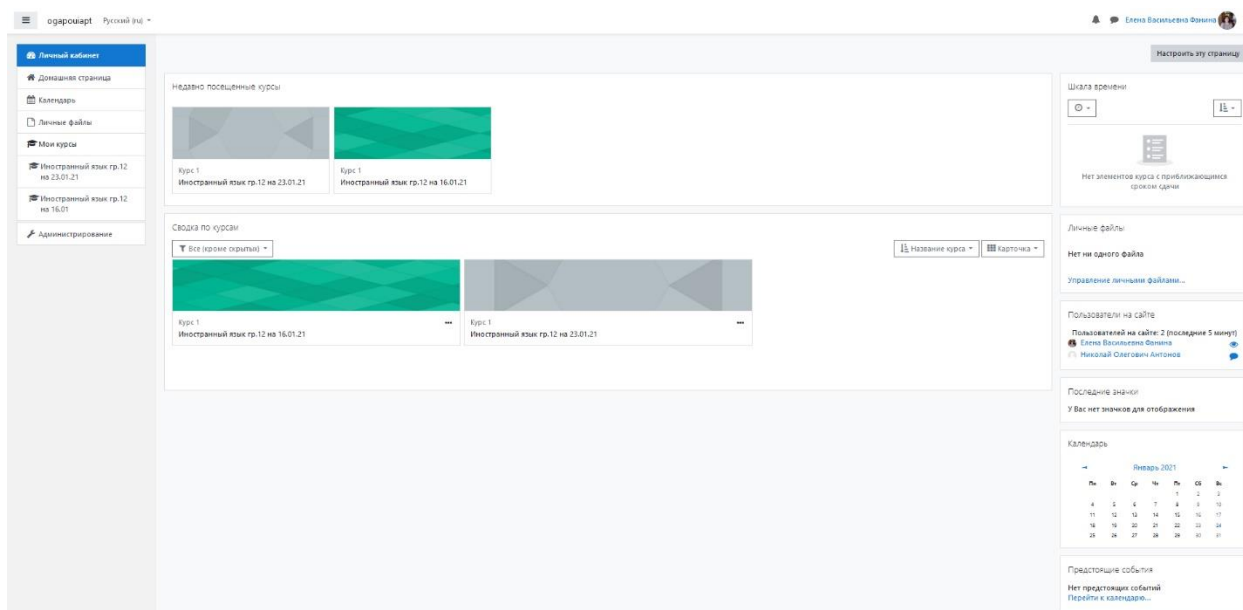 ogapouiapt Русский (ru)
Елена Васильевна Фанина
Личный кабинет
Домашняя страница
Календарь
Личные файлы
Мои курсы
Иностранный язык гр.12
на 23.01.21
Иностранный язык гр.12
на 16.01
Администрирование
Настроить эту страницу
Недавно посещенные курсы
Курс 1
Иностранный язык гр.12 на 23.01.21
Курс 1
Иностранный язык гр.12 на 16.01.21
Сводка по курсам
Все (кроме скрытых)
Название курса
Карточка
Курс 1
Иностранный язык гр.12 на 16.01.21
Курс 1
Иностранный язык гр.12 на 23.01.21
Шкала времени
Нет элементов курса с приближающимся
сроком сдачи
Личные файлы
Нет ни одного файла
Управление личными файлами...
Пользователи на сайте
Пользователей на сайте: 2 (последние 5 минут)
Елена Васильевна Фанина
Николай Олегович Антонов
Последние значки
У Вас нет значков для отображения
Календарь
Январь 2021
Пн Вт Ср Чт Пт Сб Вс
1 2 3
4 5 6 7 8 9 10
11 12 13 14 15 16 17
18 19 20 21 22 23 24
25 26 27 28 29 30 31
Предстоящие события
Нет предстоящих событий
Перейти к календарю...